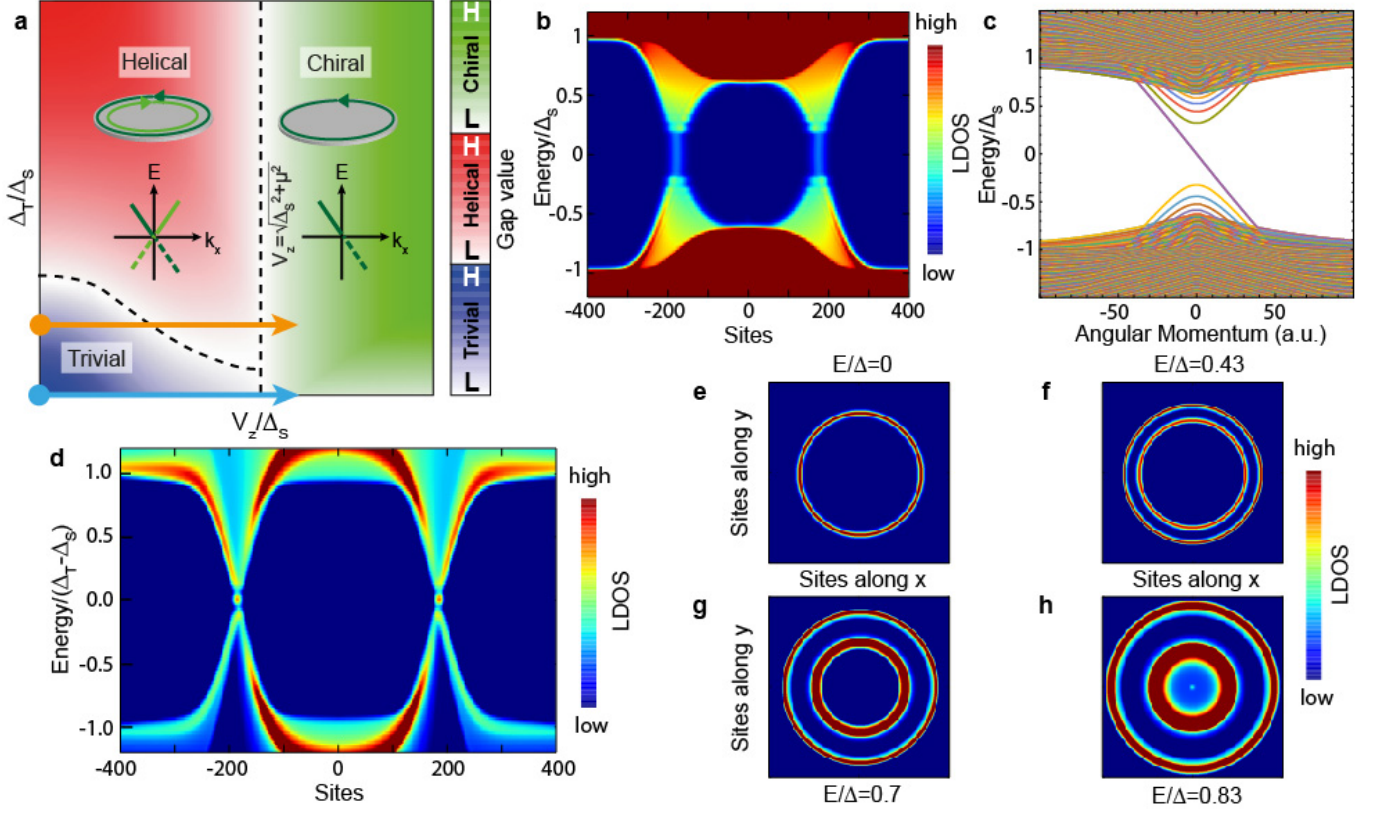 a
Helical
Chiral
E
k_x
E
k_x
V_z=√Δ_S²+μ²
Trivial
Δ_T/Δ_S
V_z/Δ_S
H
Chiral
L
H
Helical
L
H
Trivial
L
Gap value
b
1
0.5
0
-0.5
-1
Energy/Δ_s
-400
-200
0
200
400
Sites
high
LDOS
low
c
1
0.5
0
-0.5
-1
Energy/Δ_s
-50
0
50
Angular Momentum (a.u.)
d
1.0
0.5
0.0
-0.5
-1.0
Energy/(Δ_T-Δ_S)
-400
-200
0
200
400
Sites
high
LDOS
low
E/Δ=0
e
Sites along y
Sites along x
E/Δ=0.43
f
Sites along x
g
Sites along y
E/Δ=0.7
h
E/Δ=0.83
high
LDOS
low